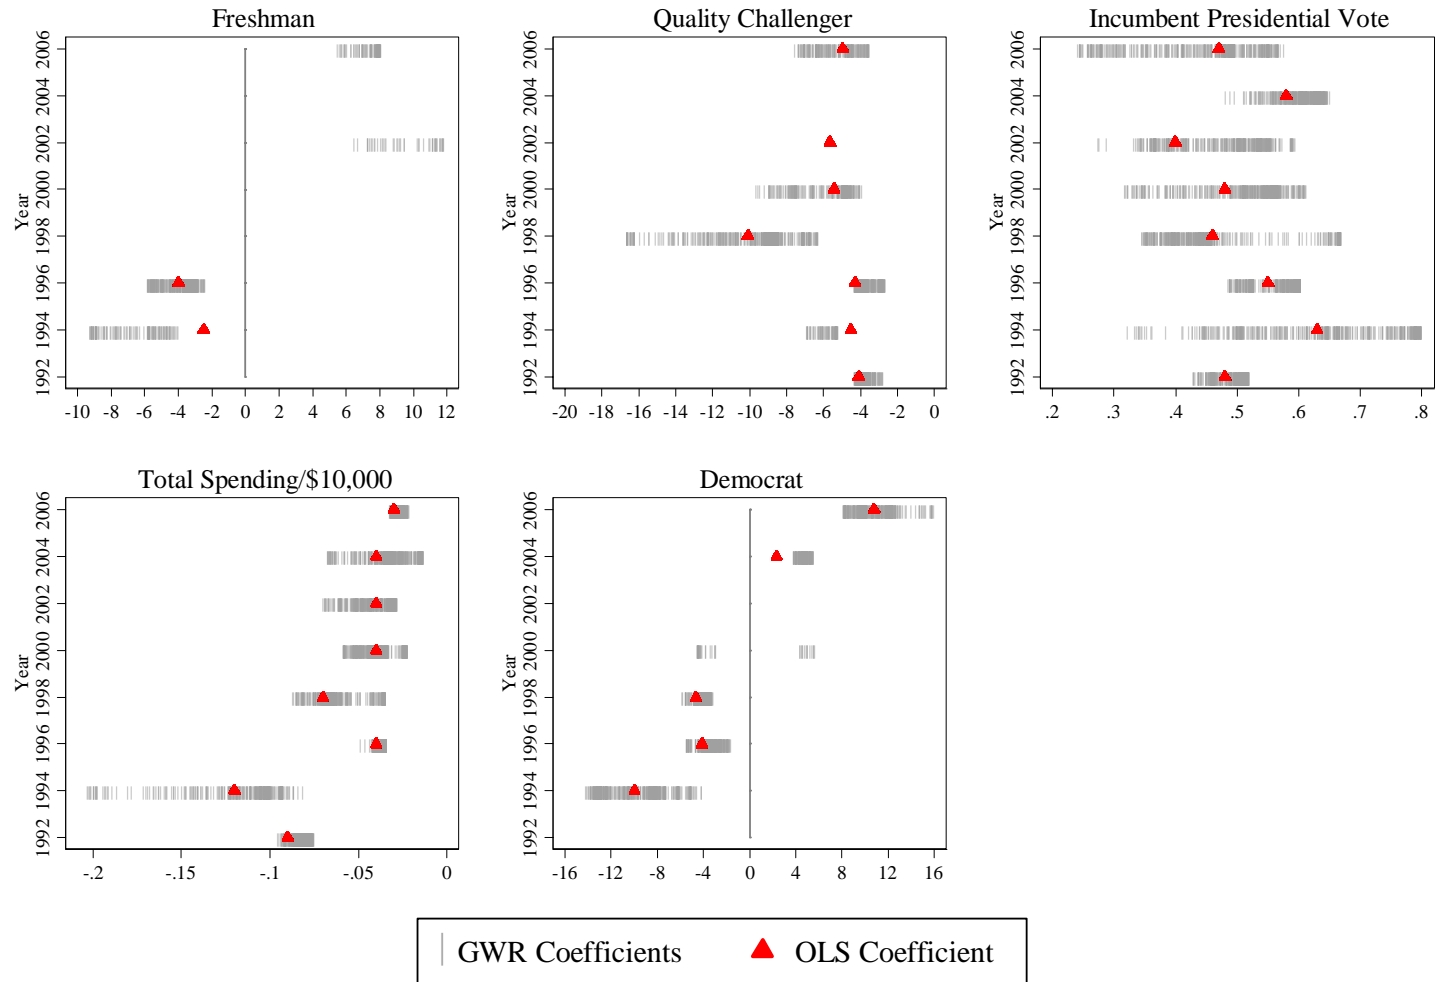 Freshman
Quality Challenger
Incumbent Presidential Vote
Year
1992 1994 1996 1998 2000 2002 2004 2006
-10 -8 -6 -4 -2 0 2 4 6 8 10 12
Year
1992 1994 1996 1998 2000 2002 2004 2006
-20 -18 -16 -14 -12 -10 -8 -6 -4 -2 0
Year
1992 1994 1996 1998 2000 2002 2004 2006
.2 .3 .4 .5 .6 .7 .8
Total Spending/$10,000
Democrat
Year
1992 1994 1996 1998 2000 2002 2004 2006
-.2 -.15 -.1 -.05 0
Year
1992 1994 1996 1998 2000 2002 2004 2006
-16 -12 -8 -4 0 4 8 12 16
GWR Coefficients
OLS Coefficient